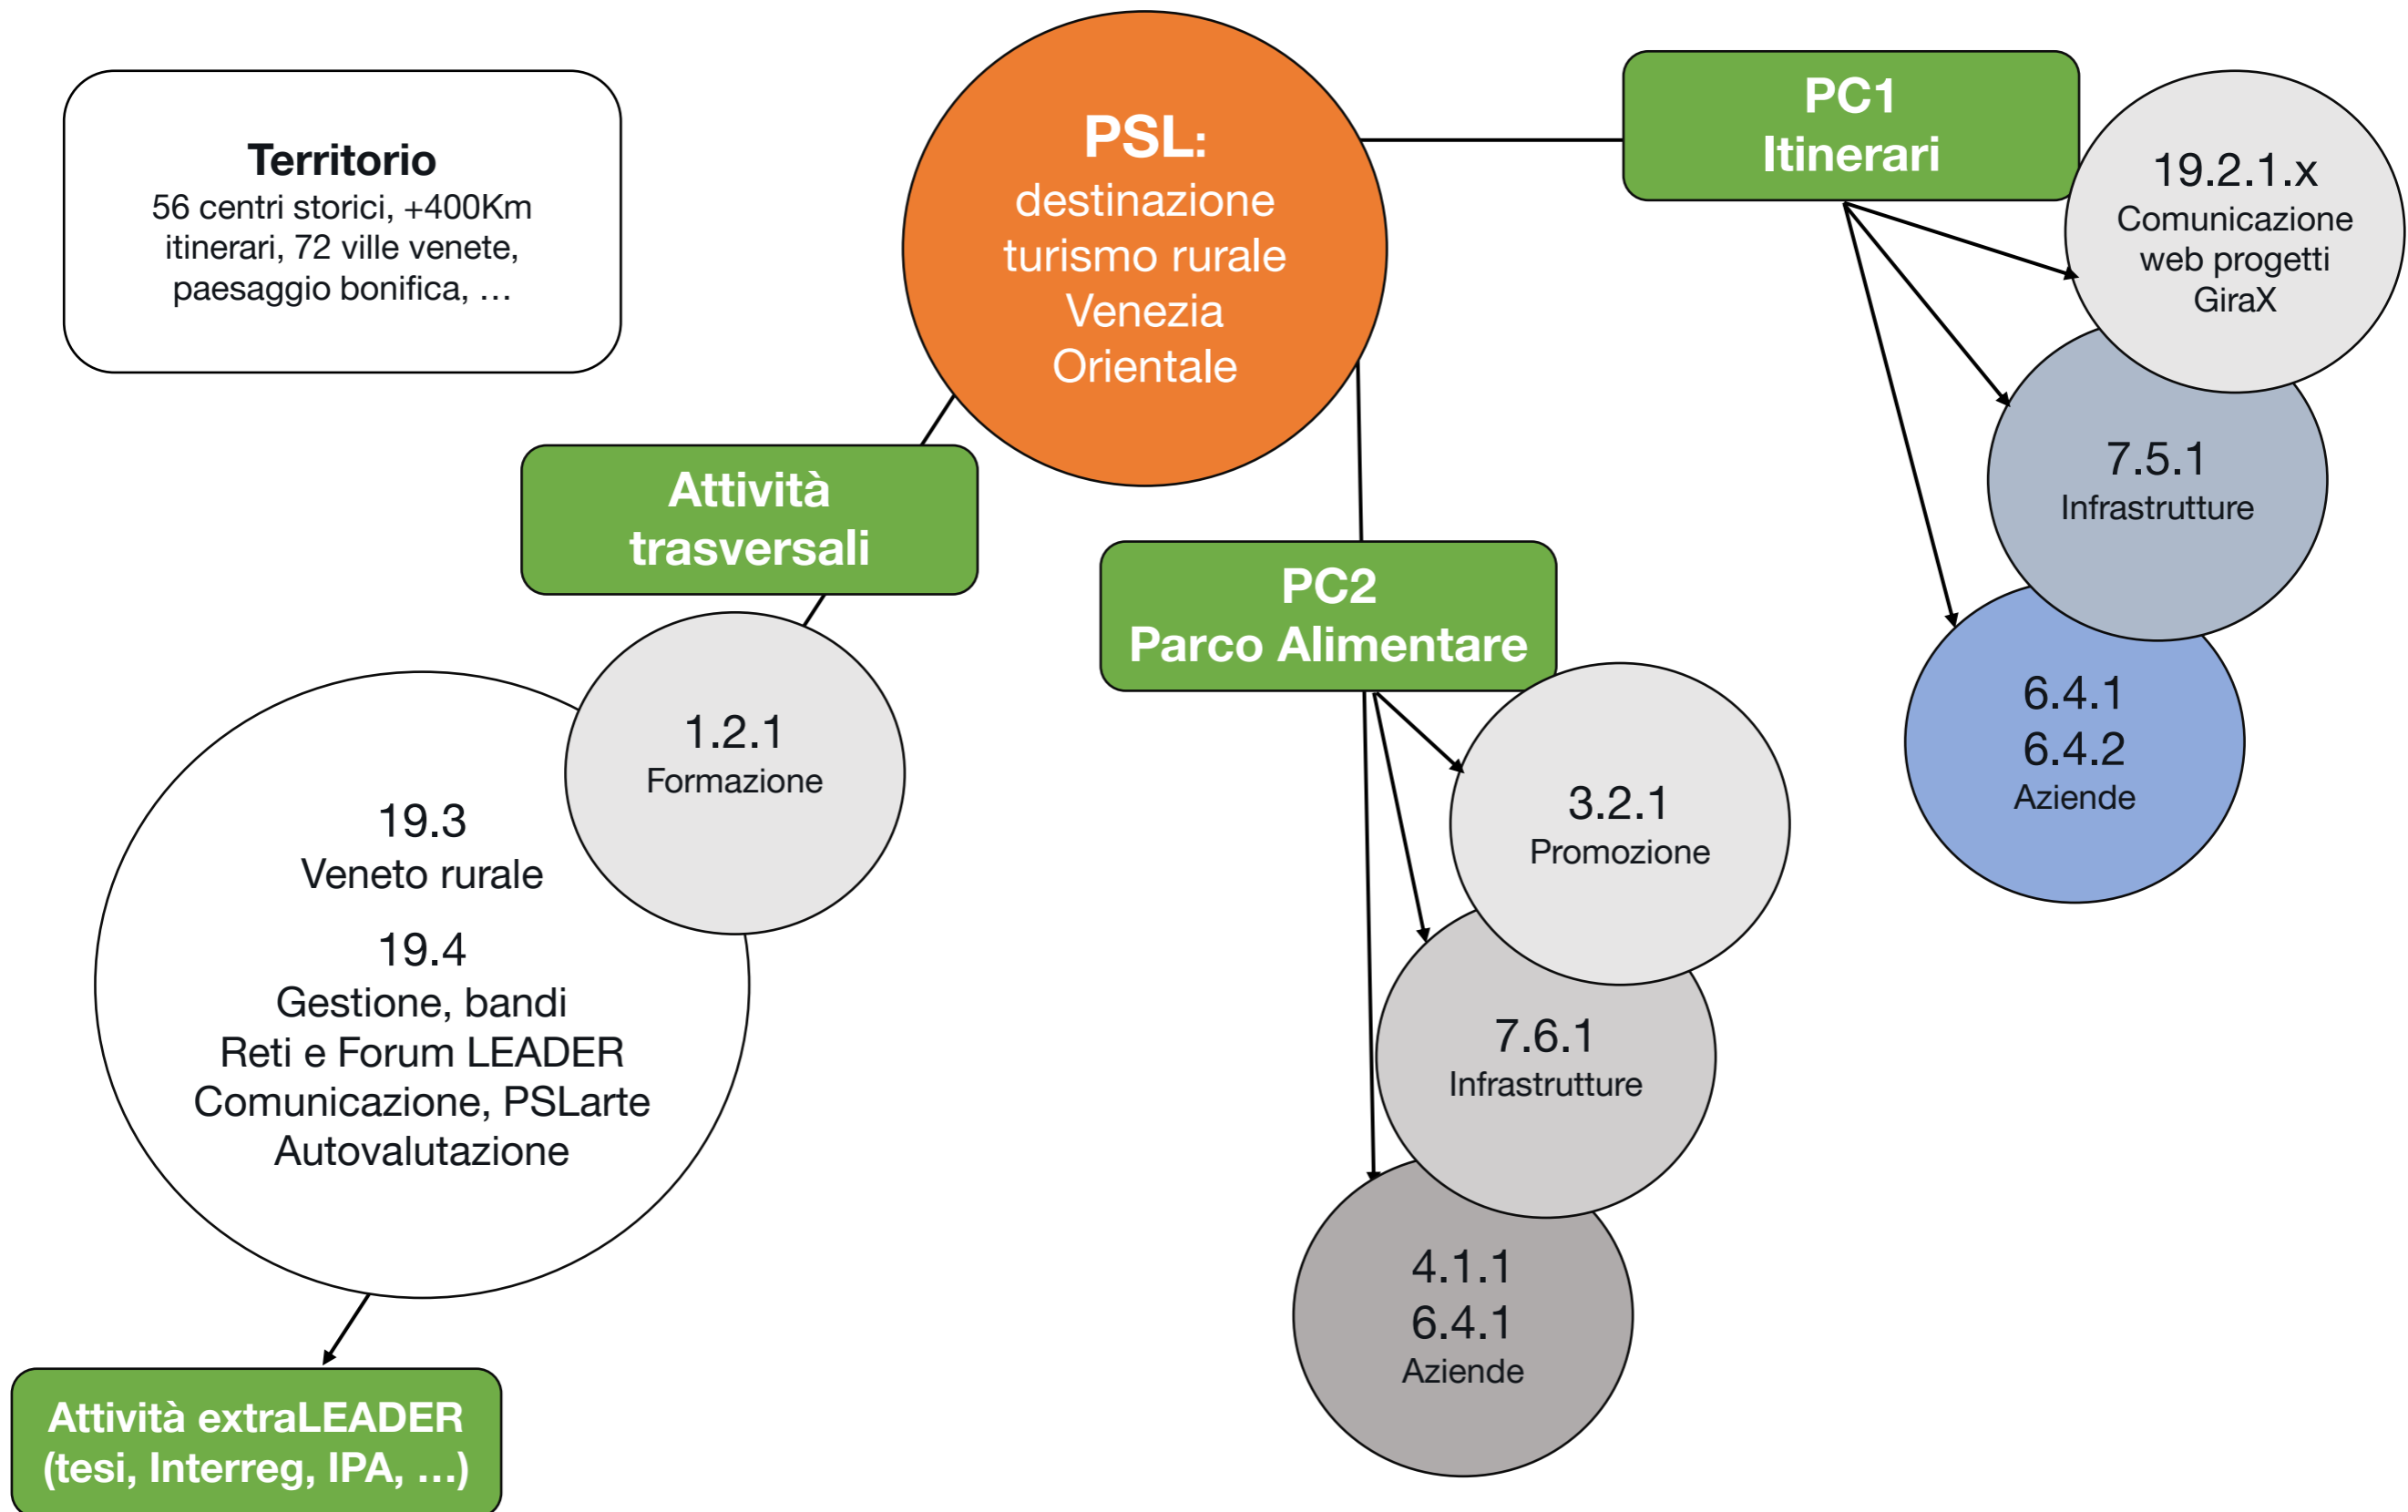 Territorio
56 centri storici, +400Km
itinerari, 72 ville venete,
paesaggio bonifica, …
PSL:
destinazione
turismo rurale
Venezia
Orientale
PC1
Itinerari
19.2.1.x
Comunicazione
web progetti
GiraX
7.5.1
Infrastrutture
6.4.1
6.4.2
Aziende
Attività
trasversali
1.2.1
Formazione
19.3
Veneto rurale
19.4
Gestione, bandi
Reti e Forum LEADER
Comunicazione, PSLarte
Autovalutazione
Attività extraLEADER
(tesi, Interreg, IPA, …)
PC2
Parco Alimentare
3.2.1
Promozione
7.6.1
Infrastrutture
4.1.1
6.4.1
Aziende